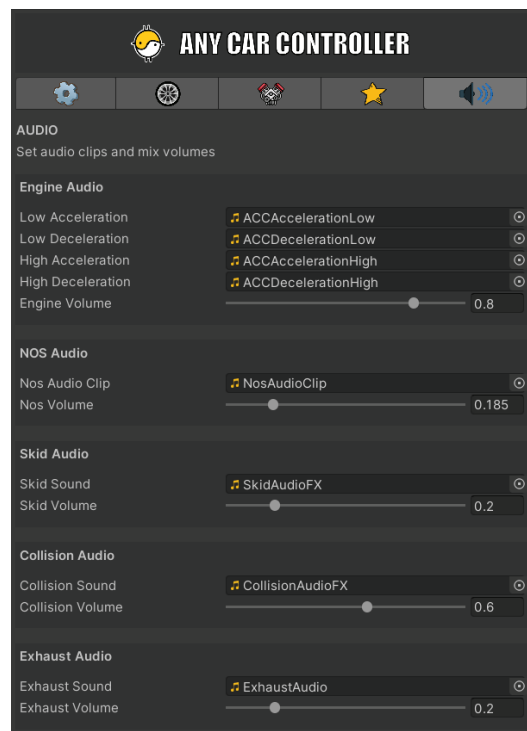 ANY CAR CONTROLLER
AUDIO
Set audio clips and mix volumes
Engine Audio
Low Acceleration ACCAccelerationLow
Low Deceleration ACCDecelerationLow
High Acceleration ACCAccelerationHigh
High Deceleration ACCDecelerationHigh
Engine Volume 0.8
NOS Audio
Nos Audio Clip NosAudioClip
Nos Volume 0.185
Skid Audio
Skid Sound SkidAudioFX
Skid Volume 0.2
Collision Audio
Collision Sound CollisionAudioFX
Collision Volume 0.6
Exhaust Audio
Exhaust Sound ExhaustAudio
Exhaust Volume 0.2